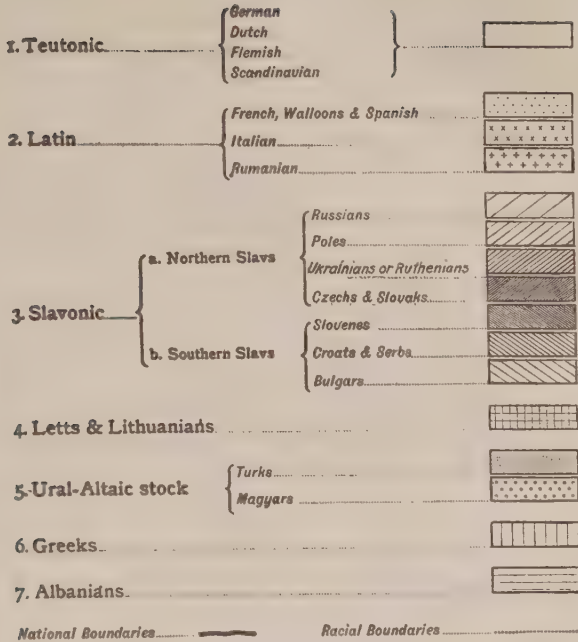 German
Dutch
1. Teutonic
Flemish
Scandinavian
French, Walloons & Spanish
2. Latin
Italian
Rumanian
Russians
Poles
a. Northern Slavs
Ukrainians or Ruthenians
Czechs & Slovaks
3. Slavonic
Slovenes
b. Southern Slavs
Croats & Serbs
Bulgars
4. Letts & Lithuanians
Turks
5. Ural-Altaic stock
Magyars
6. Greeks
7. Albanians
National Boundaries Racial Boundaries